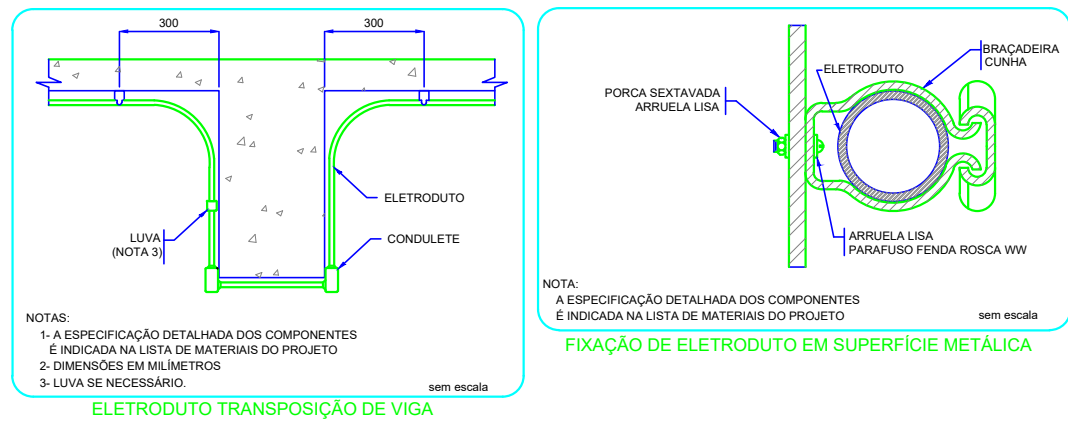 300
300
ELETRODUTO
LUVA
(NOTA 3)
CONDULETE
NOTAS:
1- A ESPECIFICAÇÃO DETALHADA DOS COMPONENTES
É INDICADA NA LISTA DE MATERIAIS DO PROJETO
2- DIMENSÕES EM MILÍMETROS
3- LUVA SE NECESSÁRIO.
sem escala
ELETRODUTO TRANSPOSIÇÃO DE VIGA
BRAÇADEIRA
CUNHA
ELETRODUTO
PORCA SEXTAVADA
ARRUELA LISA
ARRUELA LISA
PARAFUSO FENDA ROSCA WW
NOTA:
A ESPECIFICAÇÃO DETALHADA DOS COMPONENTES
É INDICADA NA LISTA DE MATERIAIS DO PROJETO
sem escala
FIXAÇÃO DE ELETRODUTO EM SUPERFÍCIE METÁLICA